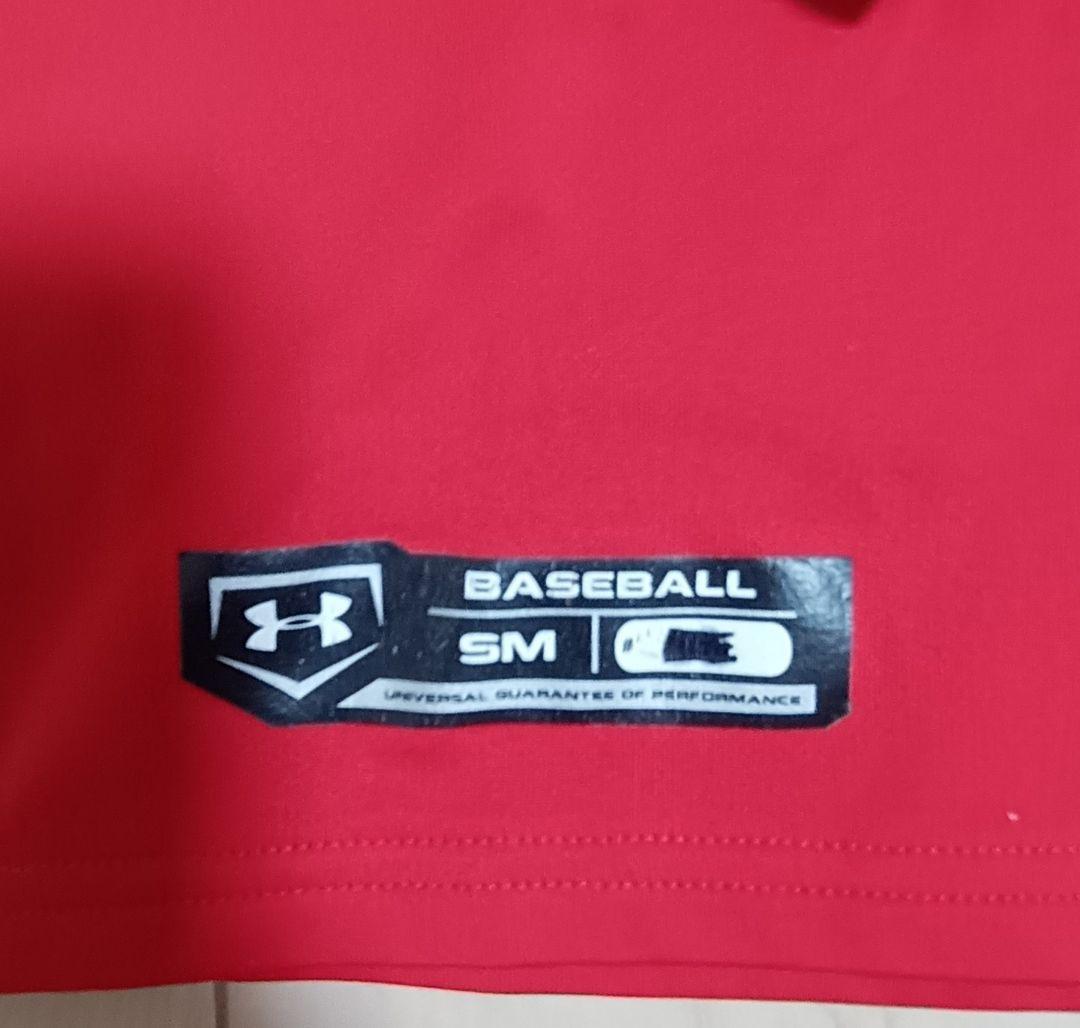 BASEBALL
SM #
UNIVERSAL GUARANTEE OF PERFORMANCE